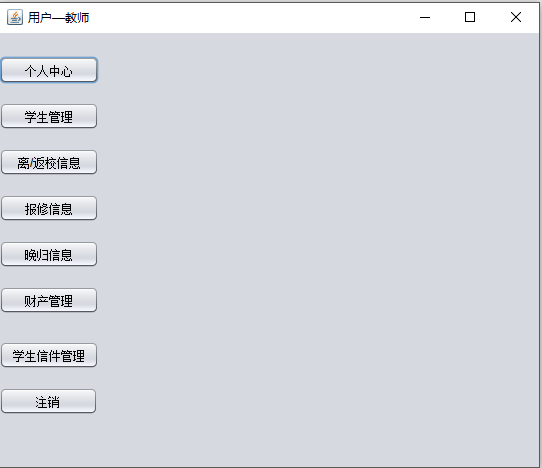 用户—教师
个人中心
学生管理
离/返校信息
报修信息
晚归信息
财产管理
学生信件管理
注销